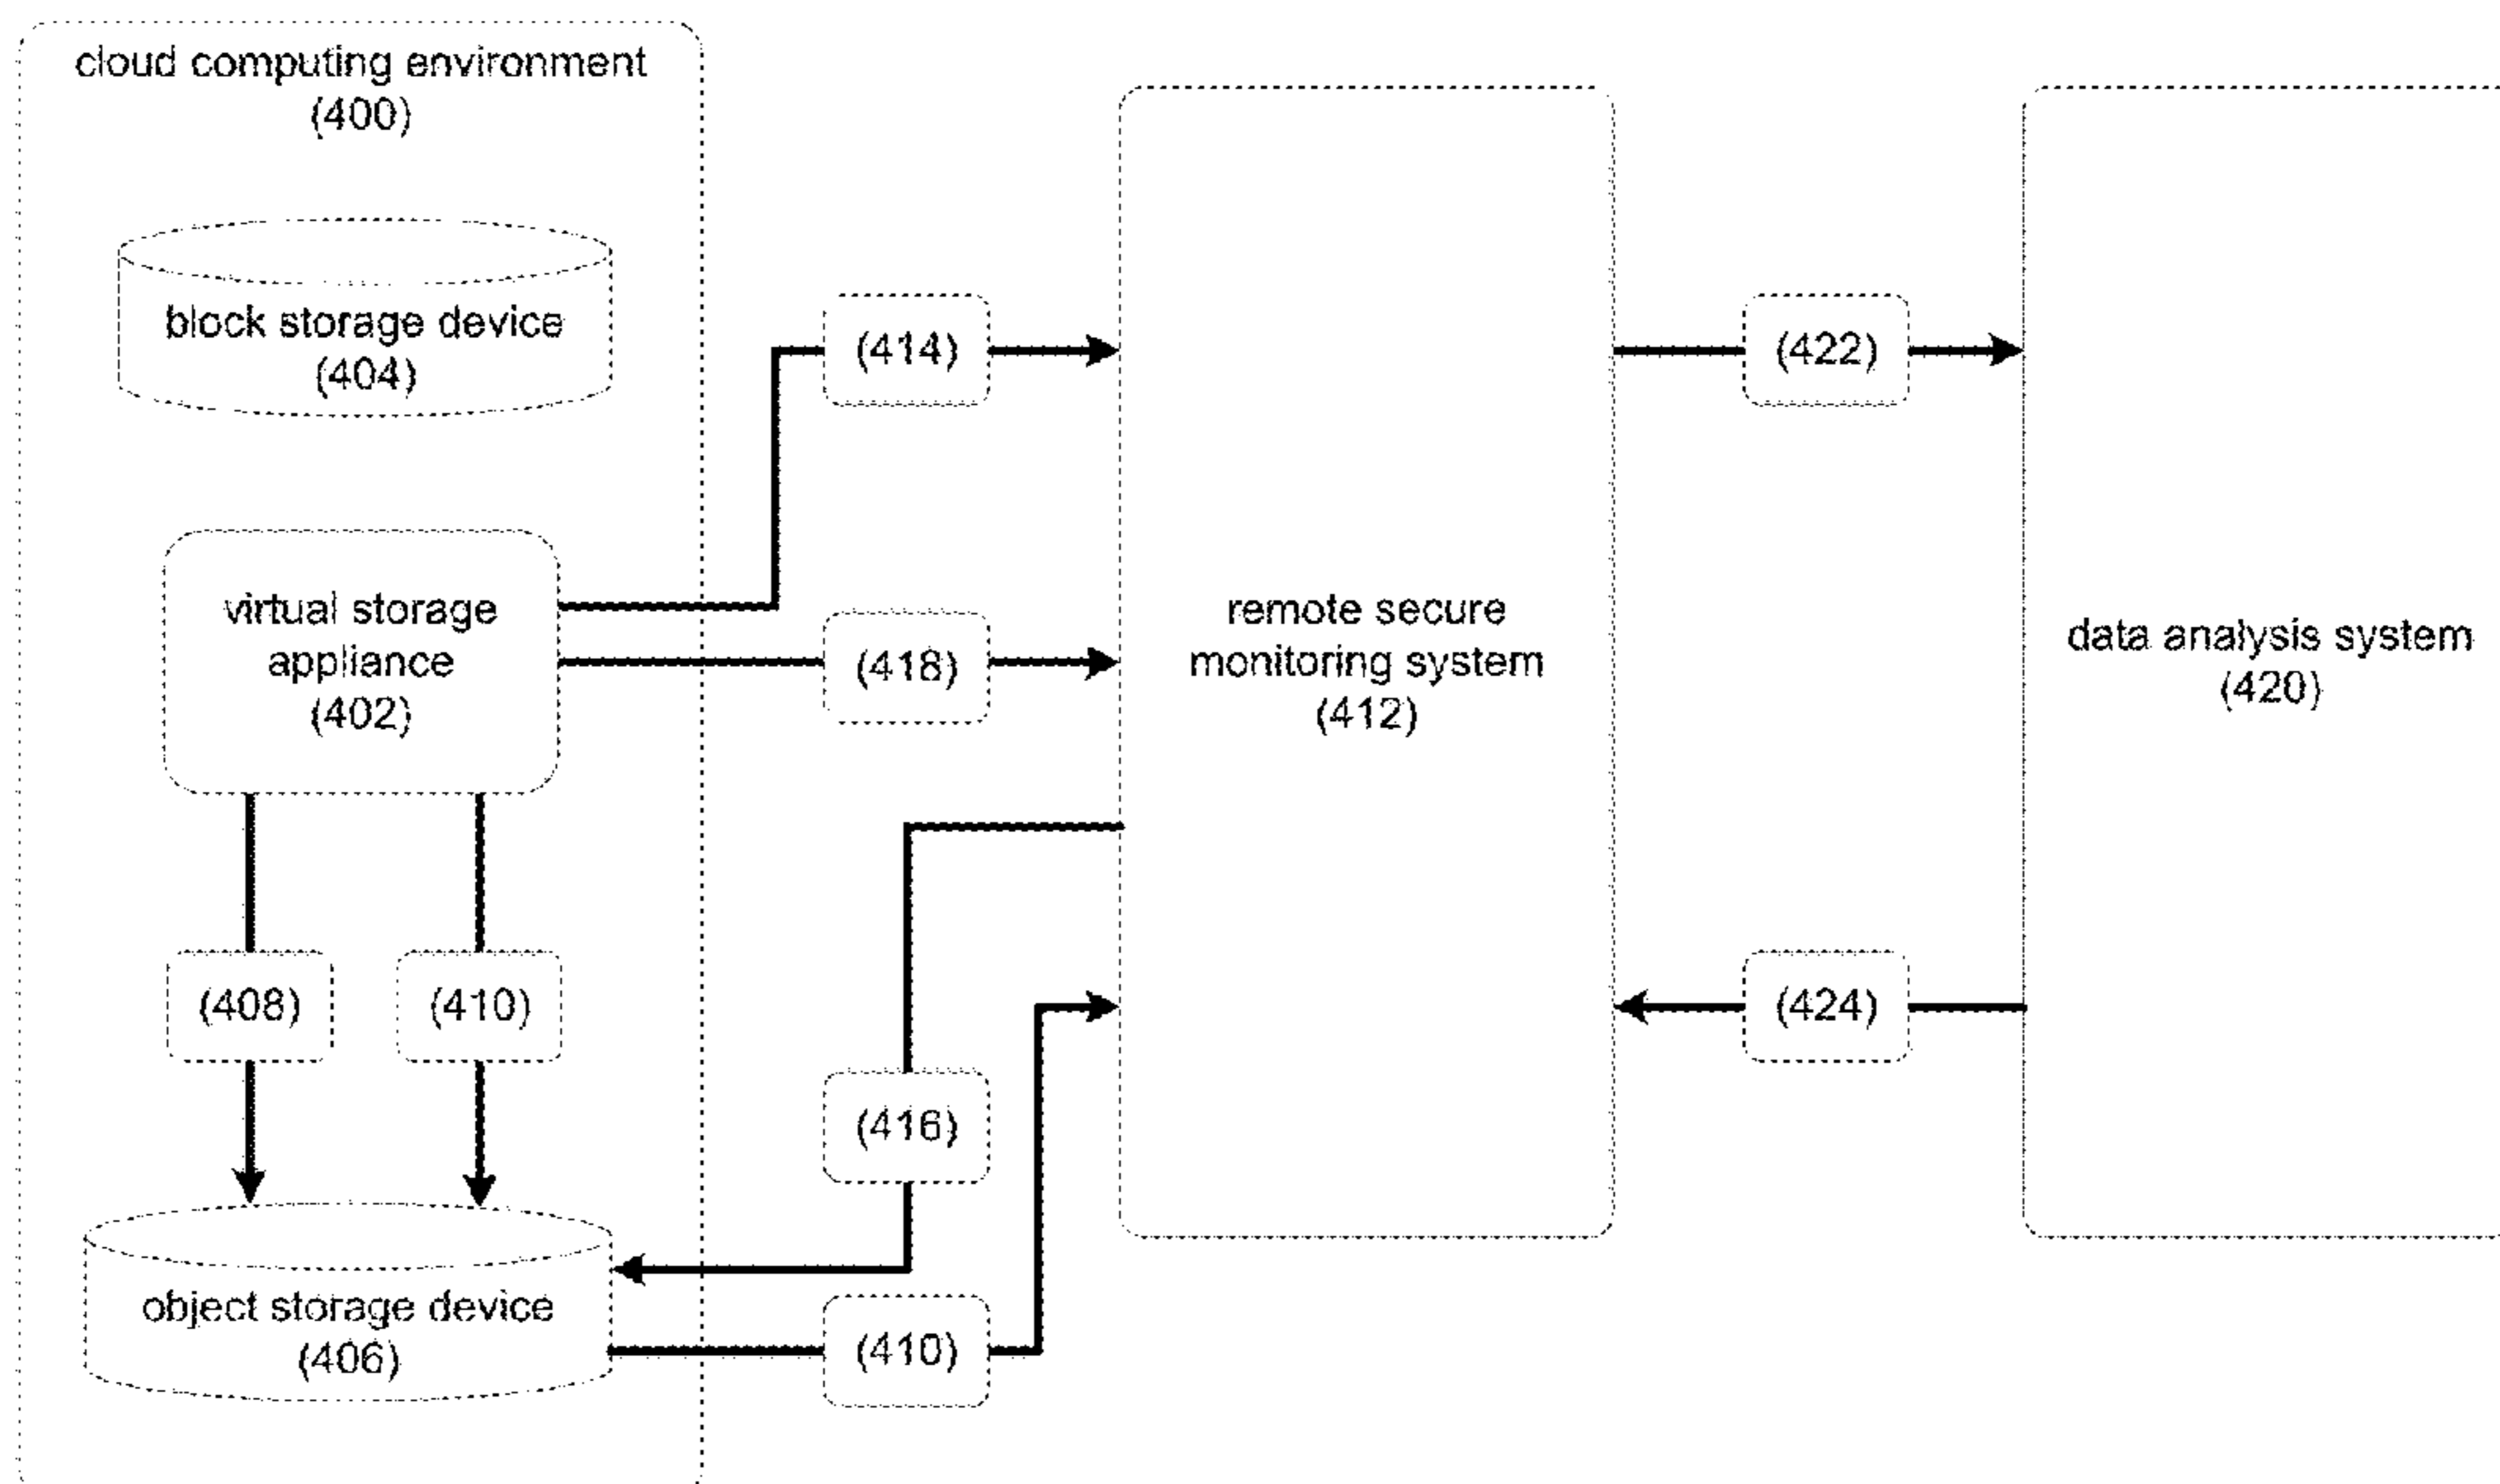 cloud computing environment
(400)
block storage device
(404)
virtual storage
appliance
(402)
(408)
(410)
object storage device
(406)
(414)
(418)
(416)
(410)
remote secure
monitoring system
(412)
(422)
(424)
data analysis system
(420)